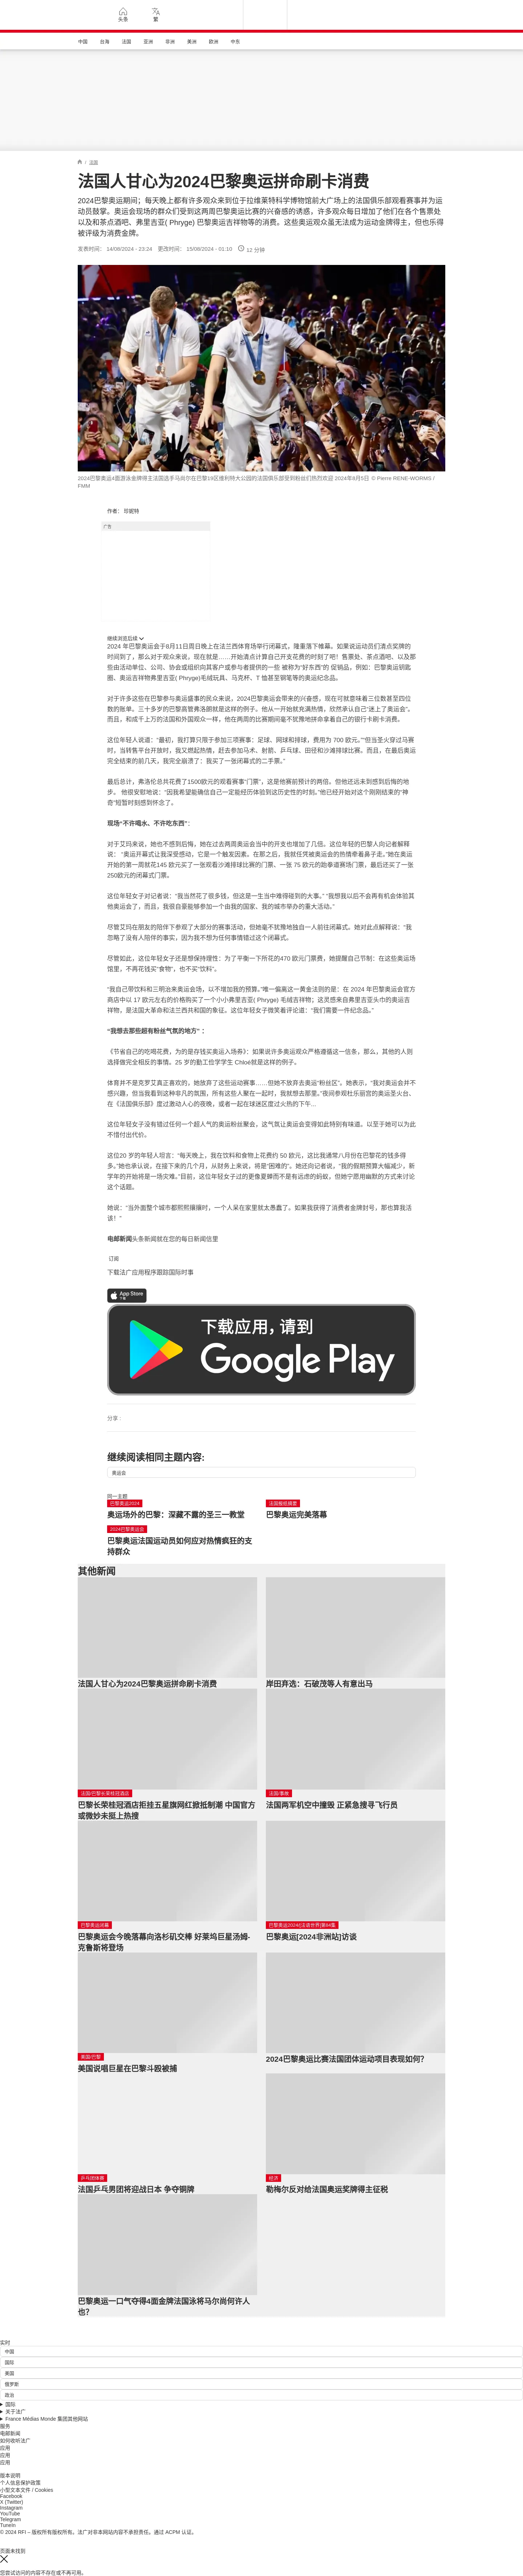 头条
繁
中国
台海
法国
亚洲
非洲
美洲
欧洲
中东
/ 法国
法国人甘心为2024巴黎奥运拼命刷卡消费
2024巴黎奥运期间；每天晚上都有许多观众来到位于拉维莱特科学博物馆前大广场上的法国俱乐部观看赛事并为运
动员鼓掌。奥运会现场的群众们受到这两周巴黎奥运比赛的兴奋感的诱惑，许多观众每日增加了他们在各个售票处
以及和茶点酒吧、弗里吉亚( Phryge) 巴黎奥运吉祥物等的消费。这些奥运观众虽无法成为运动金牌得主，但也乐得
被评级为消费金牌。
发表时间： 14/08/2024 - 23:24 更改时间： 15/08/2024 - 01:10 12 分钟
2024巴黎奥运4面游泳金牌得主法国选手马尚尔在巴黎19区维利特大公园的法国俱乐部受到粉丝们热烈欢迎 2024年8月5日 © Pierre RENE-WORMS /
FMM
作者： 珍妮特
广告
继续浏览后续
2024 年巴黎奥运会于8月11日周日晚上在法兰西体育场举行闭幕式，隆重落下帷幕。如果说运动员们清点奖牌的
时间到了，那么对于观众来说，现在就是……开始清点计算自己开支花费的时刻了吧！售票处、茶点酒吧、以及那
些由活动单位、公司、协会或组织向其客户或参与者提供的一些 被称为“好东西”的 促销品，例如：巴黎奥运钥匙
圈、奥运吉祥物弗里吉亚( Phryge)毛绒玩具、马克杯、T 恤甚至钢笔等的奥运纪念品。
对于许多这些在巴黎参与奥运盛事的民众来说，2024巴黎奥运会带来的兴奋感，现在可就意味着三位数甚至四位
数的账单。三十多岁的巴黎高管弗洛朗就是这样的例子。他从一开始就充满热情，欣然承认自己“迷上了奥运会”。
而且，和成千上万的法国和外国观众一样，他在两周的比赛期间毫不犹豫地拼命拿着自己的银行卡刷卡消费。
这位年轻人说道：“最初，我打算只限于参加三项赛事：足球、网球和排球，费用为 700 欧元。”“但当圣火穿过马赛
时，当转售平台开放时，我又燃起热情，赶去参加马术、射箭、乒乓球、田径和沙滩排球比赛。而且，在最后奥运
完全结束的前几天，我完全崩溃了：我买了一张闭幕式的二手票。”
最后总计，弗洛伦总共花费了1500欧元的观看赛事“门票”，这是他赛前预计的两倍。但他还远未到感到后悔的地
步。 他很安慰地说：“因我希望能确信自己一定能经历体验到这历史性的时刻。”他已经开始对这个刚刚结束的“神
奇”短暂时刻感到怀念了。
现场“不许喝水、不许吃东西”：
对于艾玛来说，她也不感到后悔，她在过去两周奥运会当中的开支也增加了几倍。这位年轻的巴黎人向记者解释
说： “奥运开幕式让我深受感动，它是一个触发因素。在那之后，我就任凭被奥运会的热情牵着鼻子走。”她在奥运
开始的第一周就花145 欧元买了一张观看沙滩排球比赛的门票、一张 75 欧元的跆拳道赛场门票，最后还买了一张
250欧元的闭幕式门票。
这位年轻女子对记者说：“我当然花了很多钱，但这是一生当中难得碰到的大事。” “我想我以后不会再有机会体验其
他奥运会了，而且，我很自豪能够参加一个由我的国家、我的城市举办的重大活动。”
尽管艾玛在朋友的陪伴下参观了大部分的赛事活动，但她毫不犹豫地独自一人前往闭幕式。她对此点解释说：“我
忽略了没有人陪伴的事实，因为我不想为任何事情错过这个闭幕式。
尽管如此，这位年轻女子还是想保持理性：为了平衡一下所花的470 欧元门票费，她提醒自己节制：在这些奥运场
馆里，不再花钱买“食物”，也不买“饮料”。
“我自己带饮料和三明治来奥运会场，以不增加我的预算。”唯一偏离这一黄金法则的是：在 2024 年巴黎奥运会官方
商店中以 17 欧元左右的价格购买了一个小小弗里吉亚( Phryge) 毛绒吉祥物；这灵感来自弗里吉亚头巾的奥运吉
祥物，是法国大革命和法兰西共和国的象征。这位年轻女子微笑着评论道：“我们需要一件纪念品。”
“我想去那些超有粉丝气氛的地方” ：
《节省自己的吃喝花费，为的是存钱买奥运入场券》：如果说许多奥运观众严格遵循这一信条，那么，其他的人则
选择做完全相反的事情。25 岁的勤工位学学生 Chloé就是这样的例子。
体育并不是克罗艾真正喜欢的，她放弃了这些运动赛事……但她不放弃去奥运“粉丝区”。她表示，“我对奥运会并不
感兴趣，但当我看到这种非凡的氛围，所有这些人聚在一起时，我就想去那里。”夜间参观杜乐丽宫的奥运圣火台、
在《法国俱乐部》度过激动人心的夜晚，或者一起在球迷区度过火热的下午...
这位年轻女子没有错过任何一个超人气的奥运粉丝聚会，这气氛让奥运会变得如此特别有味道，以至于她可以为此
不惜付出代价。
这位20 岁的年轻人坦言：“每天晚上，我在饮料和食物上花费约 50 欧元，这比我通常八月份在巴黎花的钱多得
多。”她也承认说，在接下来的几个月，从财务上来说，将是“困难的”。她还向记者说，“我的假期预算大幅减少，新
学年的开始将是一场灾难。”目前，这位年轻女子过的更像夏蝉而不是有远虑的蚂蚁，但她宁愿用幽默的方式来讨论
这个话题。
她说：“当外面整个城市都熙熙攘攘时，一个人呆在家里就太愚蠢了。如果我获得了消费者金牌封号，那也算我活
该！”
电邮新闻头条新闻就在您的每日新闻信里
订阅
下载法广应用程序跟踪国际时事
App Store
下载
下载应用，请到
Google Play
分享 :
继续阅读相同主题内容:
奥运会
同一主题
巴黎奥运2024
奥运场外的巴黎：深藏不露的圣三一教堂
法国报纸摘要
巴黎奥运完美落幕
2024巴黎奥运会
巴黎奥运法国运动员如何应对热情疯狂的支
持群众
其他新闻
法国人甘心为2024巴黎奥运拼命刷卡消费
岸田弃选：石破茂等人有意出马
法国/巴黎长荣桂冠酒店
巴黎长荣桂冠酒店拒挂五星旗网红掀抵制潮 中国官方
或微妙未挺上热搜
法国/事故
法国两军机空中撞毁 正紧急搜寻飞行员
巴黎奥运闭幕
巴黎奥运会今晚落幕向洛杉矶交棒 好莱坞巨星汤姆-
克鲁斯将登场
巴黎奥运2024/[法语世界]第84集
巴黎奥运[2024非洲站]访谈
美国/巴黎
美国说唱巨星在巴黎斗殴被捕
2024巴黎奥运比赛法国团体运动项目表现如何?
乒乓团体赛
法国乒乓男团将迎战日本 争夺铜牌
经济
勒梅尔反对给法国奥运奖牌得主征税
巴黎奥运一口气夺得4面金牌法国泳将马尔尚何许人
也?
实时
中国
国际
美国
俄罗斯
政治
国际
关于法广
France Médias Monde 集团其他网站
服务
电邮新闻
如何收听法广
应用
应用
应用
版本说明
个人信息保护政策
小型文本文件 / Cookies
Facebook
X (Twitter)
Instagram
YouTube
Telegram
TuneIn
© 2024 RFI – 版权所有版权所有。法广对非本网站内容不承担责任。通过 ACPM 认证。
页面未找到
您尝试访问的内容不存在或不再可用。